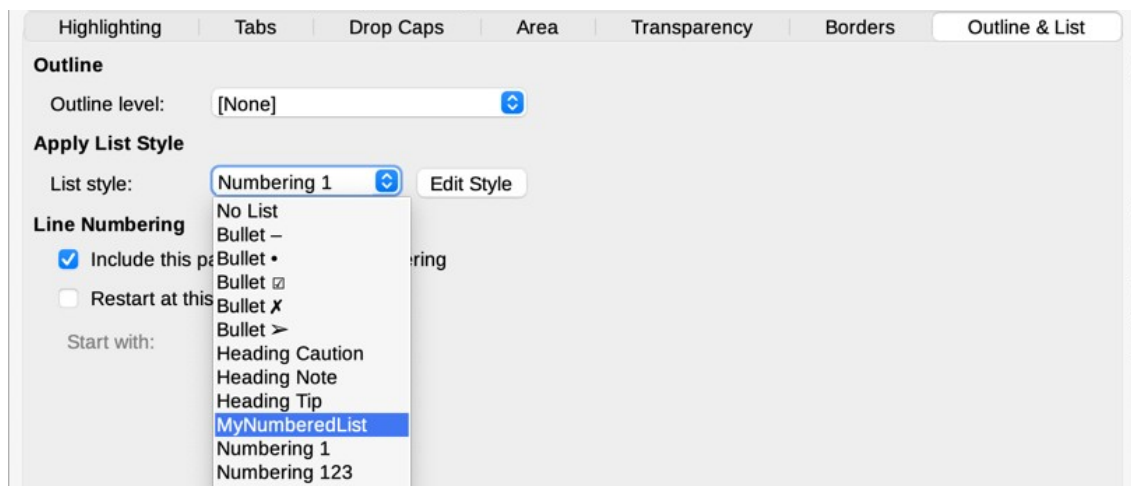 Highlighting Tabs Drop Caps Area Transparency Borders Outline & List
Outline
Outline level: [None]
Apply List Style
List style: Numbering 1 Edit Style
No List
Line Numbering
Bullet –
Include this pa Bullet • ring
Bullet ☑
Restart at this
Bullet ✗
Bullet ➢
Start with:
Heading Caution
Heading Note
Heading Tip
MyNumberedList
Numbering 1
Numbering 123